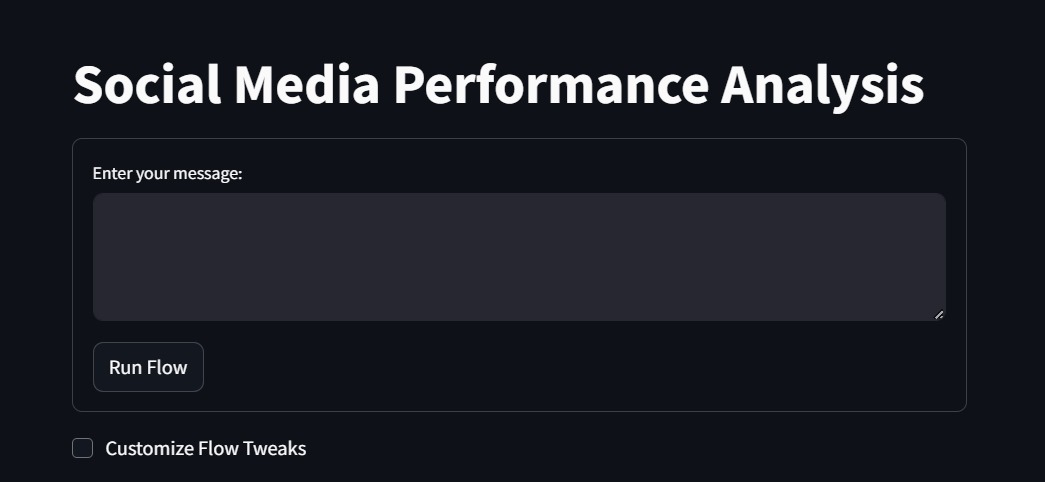 Social Media Performance Analysis
Enter your message:
Run Flow
Customize Flow Tweaks